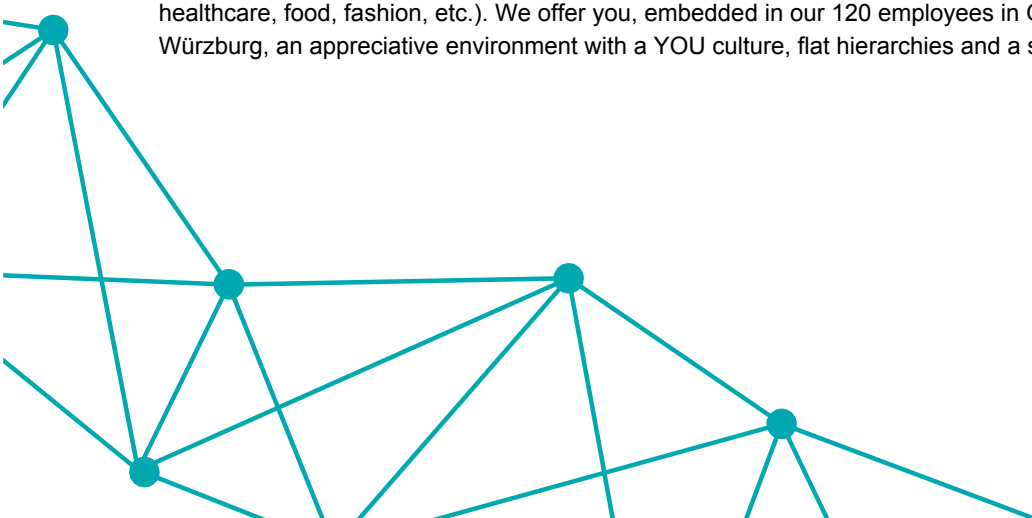 healthcare, food, fashion, etc.). We offer you, embedded in our 120 employees in
Würzburg, an appreciative environment with a YOU culture, flat hierarchies and a